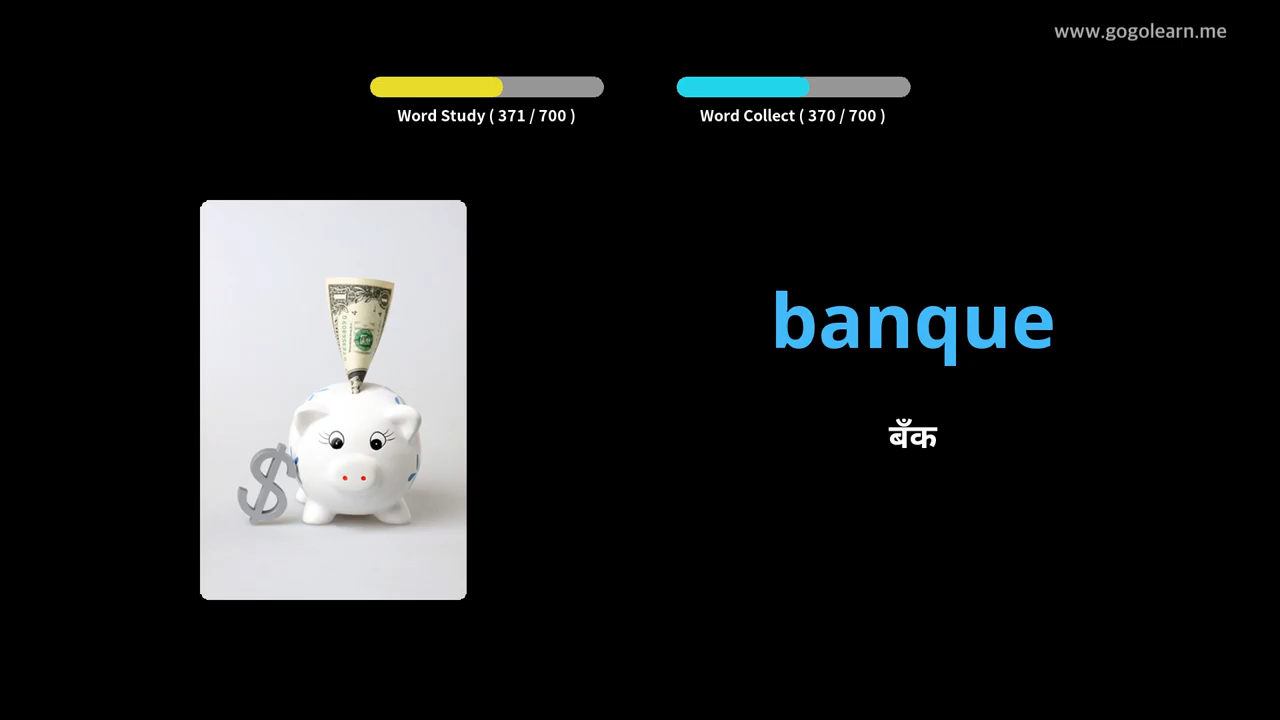 www.gogolearn.me
Word Study ( 371 / 700 )
Word Collect ( 370 / 700 )
banque
$
बँक